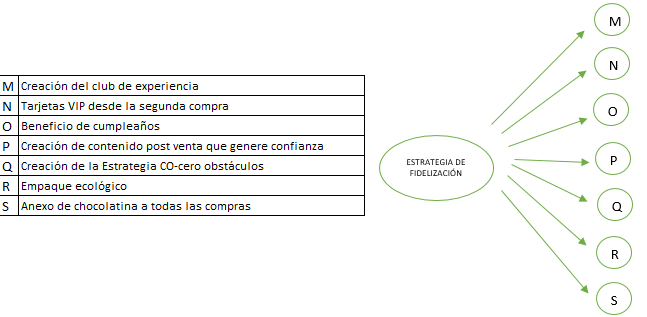 M Creación del club de experiencia
N Tarjetas VIP desde la segunda compra
O Beneficio de cumpleaños
P Creación de contenido post venta que genere confianza
Q Creación de la Estrategia CO-cero obstáculos
R Empaque ecológico
S Anexo de chocolatina a todas las compras
ESTRATEGIA DE
FIDELIZACIÓN
M
N
O
P
Q
R
S